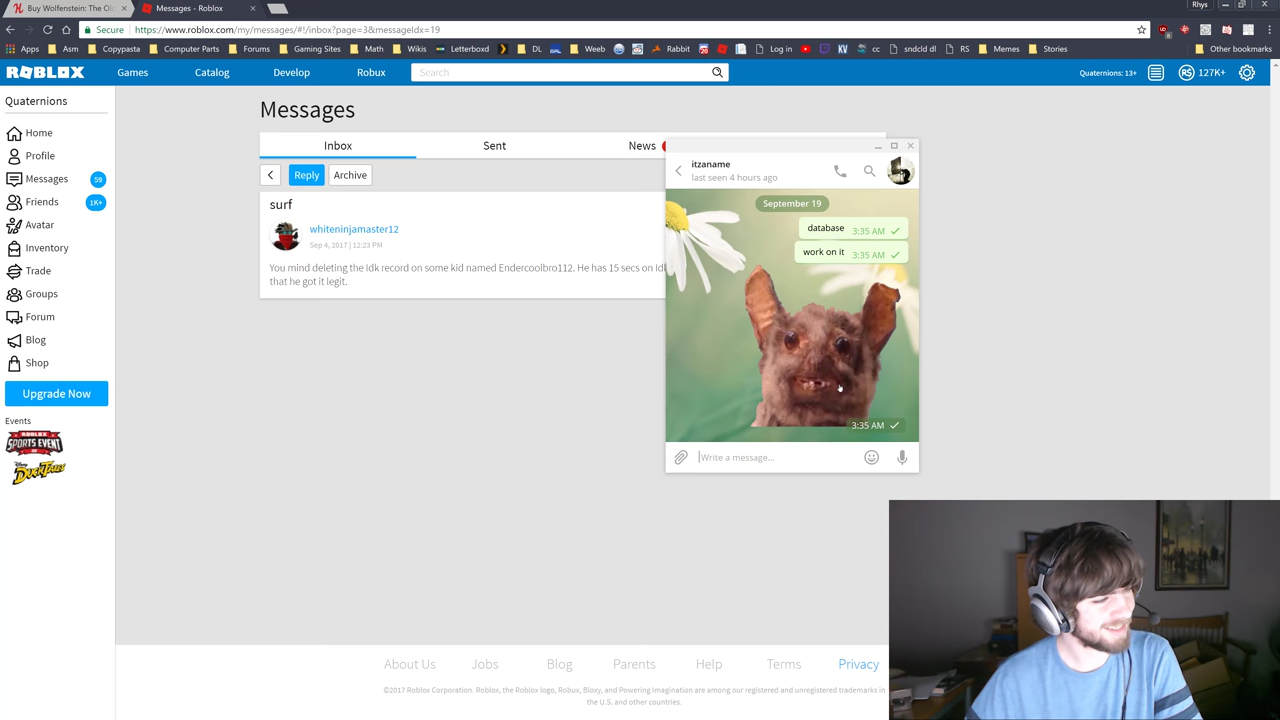 Buy Wolfenstein: The Old
Messages - Roblox
Rhys
Secure
https://www.roblox.com/my/messages/#!/inbox?page=3&messageIdx=19
Apps
Asm
Copypasta
Computer Parts
Forums
Gaming Sites
Math
Wikis
Letterboxd
DL
Weeb
Rabbit
Log in
KV
cc
sndcld dl
RS
Memes
Stories
Other bookmarks
ROBLOX
Games
Catalog
Develop
Robux
Search
Quaternions: 13+
R$
127K+
Quaternions
Home
Profile
Messages 59
Friends 1K+
Avatar
Inventory
Trade
Groups
Forum
Blog
Shop
Upgrade Now
Events
ROBLOX
SPORTS EVENT
DUCKTALES
Messages
Inbox
Sent
News
Reply
Archive
surf
whiteninjamaster12
Sep 4, 2017 | 12:23 PM
You mind deleting the Idk record on some kid named Endercoolbro112. He has 15 secs on Id
that he got it legit.
itzaname
last seen 4 hours ago
September 19
database 3:35 AM
work on it 3:35 AM
3:35 AM
Write a message...
About Us
Jobs
Blog
Parents
Help
Terms
Privacy
©2017 Roblox Corporation. Roblox, the Roblox logo, Robux, Bloxy, and Powering Imagination are among our registered and unregistered trademarks in
the U.S. and other countries.